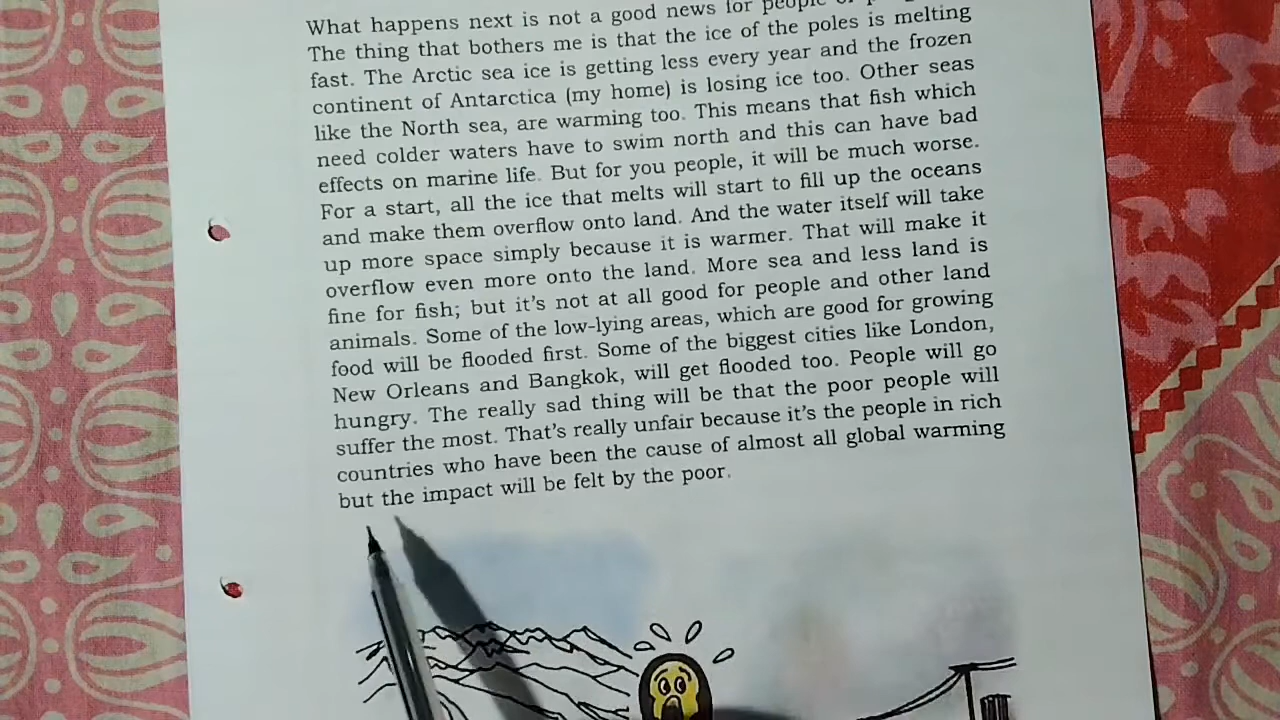 What happens next is not a good news for people
The thing that bothers me is that the ice of the poles is melting
fast. The Arctic sea ice is getting less every year and the frozen
continent of Antarctica (my home) is losing ice too. Other seas
like the North sea, are warming too. This means that fish which
need colder waters have to swim north and this can have bad
effects on marine life. But for you people, it will be much worse.
For a start, all the ice that melts will start to fill up the oceans
and make them overflow onto land. And the water itself will take
up more space simply because it is warmer. That will make it
overflow even more onto the land. More sea and less land is
fine for fish; but it's not at all good for people and other land
animals. Some of the low-lying areas, which are good for growing
food will be flooded first. Some of the biggest cities like London,
New Orleans and Bangkok, will get flooded too. People will go
hungry. The really sad thing will be that the poor people will
suffer the most. That's really unfair because it's the people in rich
countries who have been the cause of almost all global warming
but the impact will be felt by the poor.